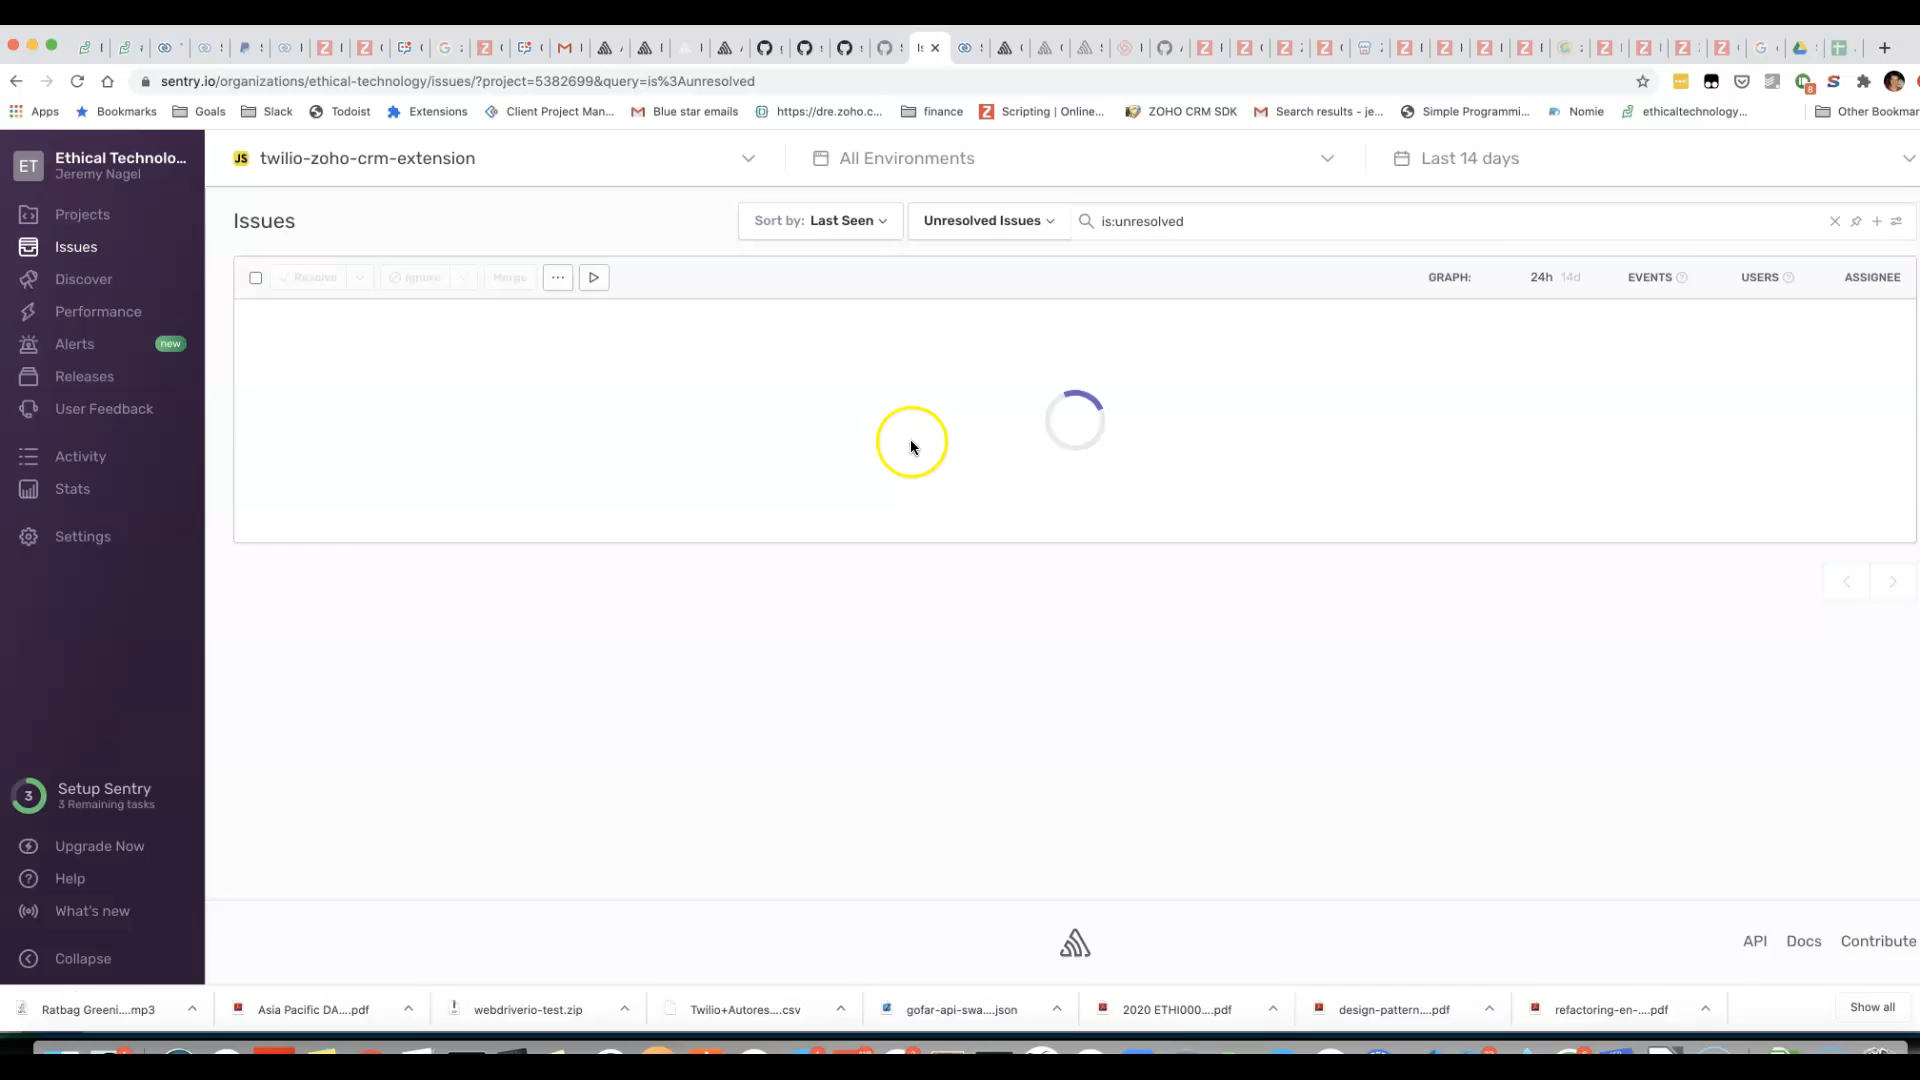 sentry.io/organizations/ethical-technology/issues/?project=5382699&query=is%3Aunresolved
Apps Bookmarks Goals Slack Todoist Extensions Client Project Man... Blue star emails https://dre.zoho.c... finance Scripting | Online... ZOHO CRM SDK Search results - je... Simple Programmi... Nomie ethicaltechnology... Other Bookmar
ET Ethical Technolo...
Jeremy Nagel
JS twilio-zoho-crm-extension All Environments Last 14 days
Projects
Issues
Discover
Performance
Alerts new
Releases
User Feedback
Activity
Stats
Settings
Issues Sort by: Last Seen Unresolved Issues is:unresolved
Resolve Ignore Merge GRAPH: 24h 14d EVENTS USERS ASSIGNEE
3 Setup Sentry
3 Remaining tasks
Upgrade Now
Help
What's new
Collapse
API Docs Contribute
Ratbag Greeni....mp3 Asia Pacific DA....pdf webdriverio-test.zip Twilio+Autores....csv gofar-api-swa....json 2020 ETHI000....pdf design-pattern....pdf refactoring-en-....pdf Show all